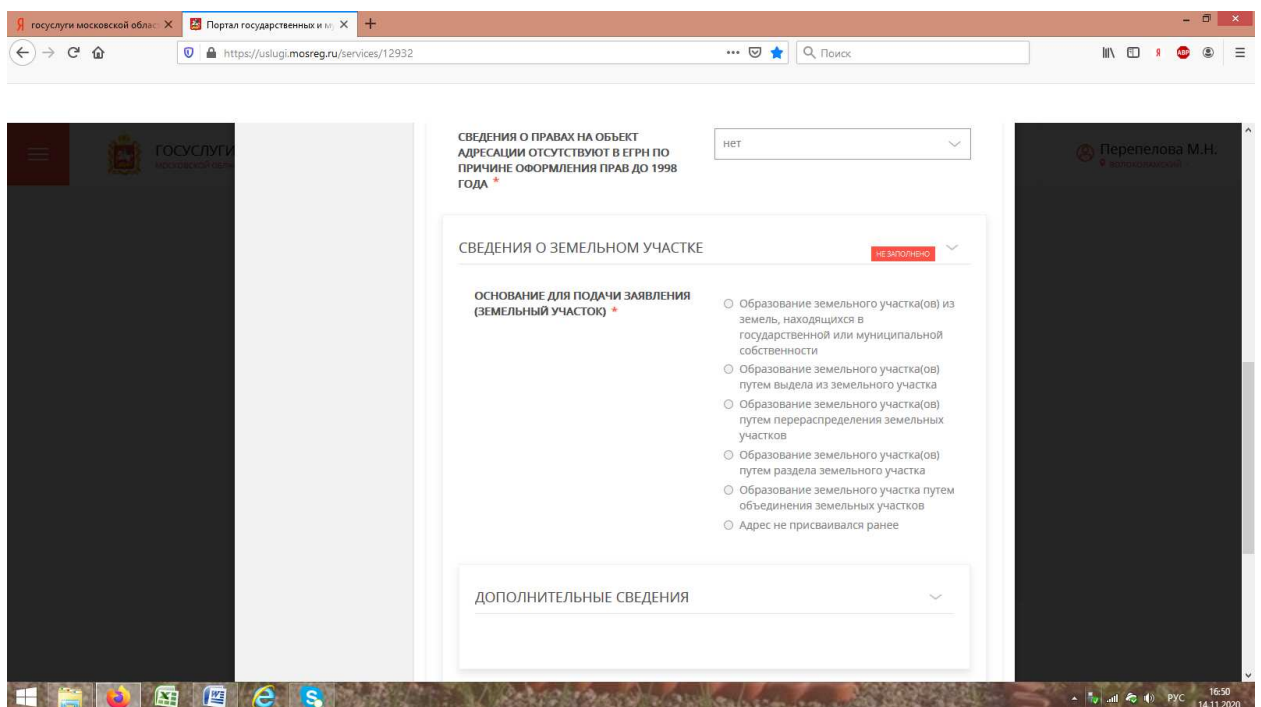 госуслуги московской облас
Портал государственных и му
https://uslugi.mosreg.ru/services/12932
Поиск
ABP
ГОСУСЛУГИ
Перепелова М.Н.
СВЕДЕНИЯ О ПРАВАХ НА ОБЪЕКТ
АДРЕСАЦИИ ОТСУТСТВУЮТ В ЕГРН ПО
ПРИЧИНЕ ОФОРМЛЕНИЯ ПРАВ ДО 1998
ГОДА *
нет
СВЕДЕНИЯ О ЗЕМЕЛЬНОМ УЧАСТКЕ
НЕ ЗАПОЛНЕНО
ОСНОВАНИЕ ДЛЯ ПОДАЧИ ЗАЯВЛЕНИЯ
(ЗЕМЕЛЬНЫЙ УЧАСТОК) *
Образование земельного участка(ов) из
земель, находящихся в
государственной или муниципальной
собственности
Образование земельного участка(ов)
путем выдела из земельного участка
Образование земельного участка(ов)
путем перераспределения земельных
участков
Образование земельного участка(ов)
путем раздела земельного участка
Образование земельного участка путем
объединения земельных участков
Адрес не присваивался ранее
ДОПОЛНИТЕЛЬНЫЕ СВЕДЕНИЯ
РУС
16:50
14.11.2020